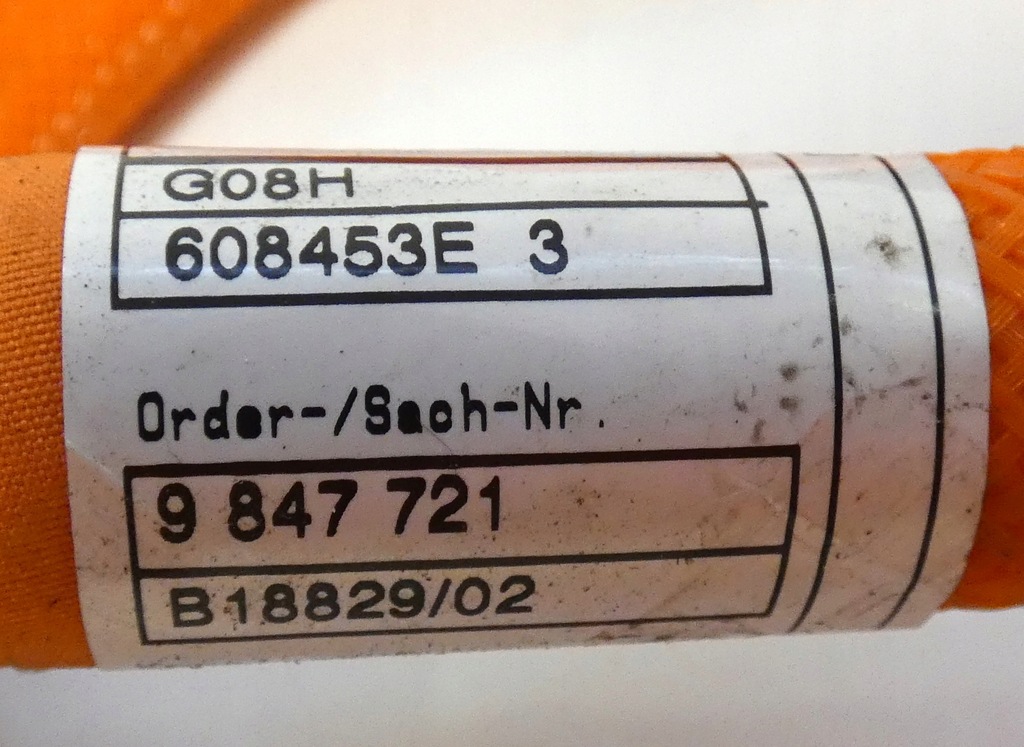 G08H
608453E 3
Order-/Sach-Nr.
9 847 721
B18829/02